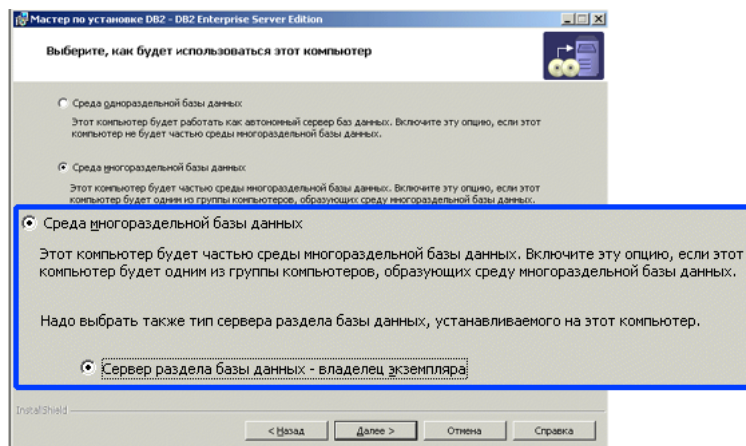 Мастер по установке DB2 - DB2 Enterprise Server Edition
Выберите, как будет использоваться этот компьютер
Среда однораздельной базы данных
Этот компьютер будет работать как автономный сервер баз данных. Включите эту опцию, если этот
компьютер не будет частью среды многораздельной базы данных.
Среда многораздельной базы данных
Этот компьютер будет частью среды многораздельной базы данных. Включите эту опцию, если этот
компьютер будет одним из группы компьютеров, образующих среду многораздельной базы данных.
Среда многораздельной базы данных
Этот компьютер будет частью среды многораздельной базы данных. Включите эту опцию, если этот
компьютер будет одним из группы компьютеров, образующих среду многораздельной базы данных.
Надо выбрать также тип сервера раздела базы данных, устанавливаемого на этот компьютер.
Сервер раздела базы данных - владелец экземпляра
InstallShield
< Назад
Далее >
Отмена
Справка